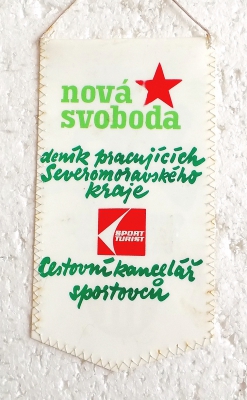 nová
svoboda
deník pracujících
Severomoravského
kraje
SPORT
TURIST
Cestovní kancelář
sportovců